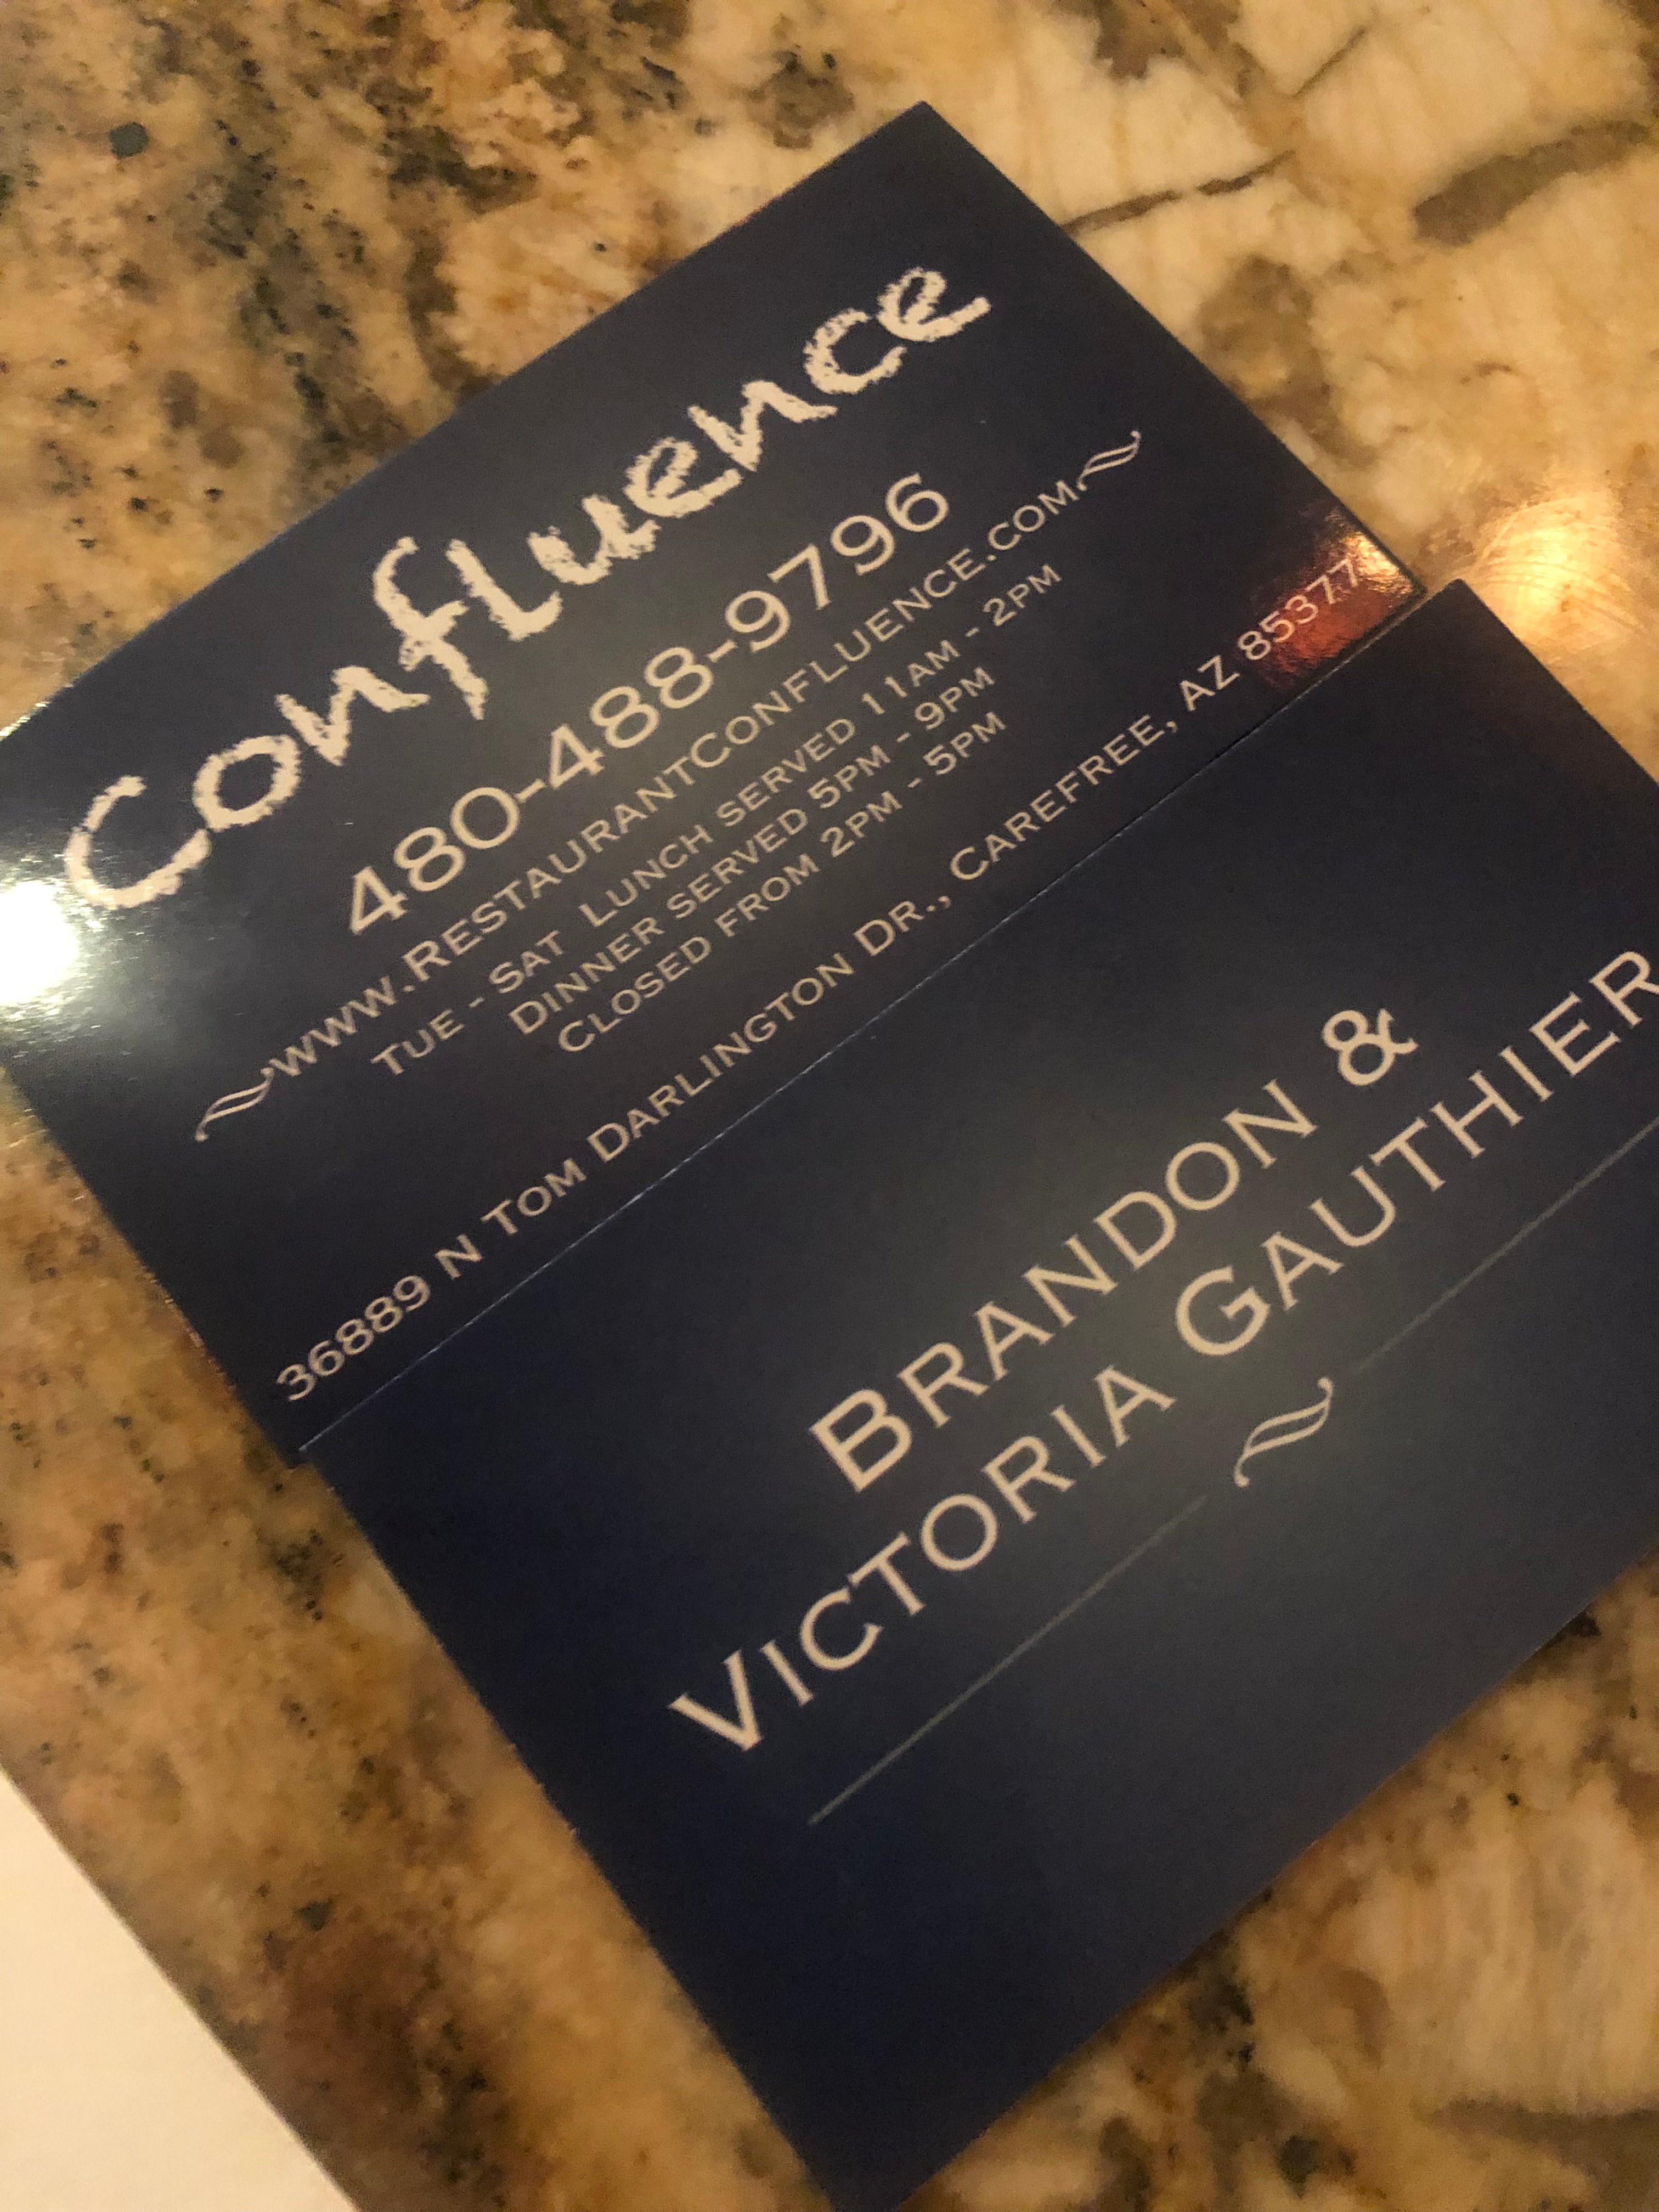 Confluence
480-488-9796
www.restaurantConfluence.com
Tue - Sat Lunch served 11am - 2pm
Dinner served 5pm - 9pm
Closed from 2pm - 5pm
36889 N Tom Darlington Dr., Carefree, AZ 85377
Brandon &
Victoria Gauthier